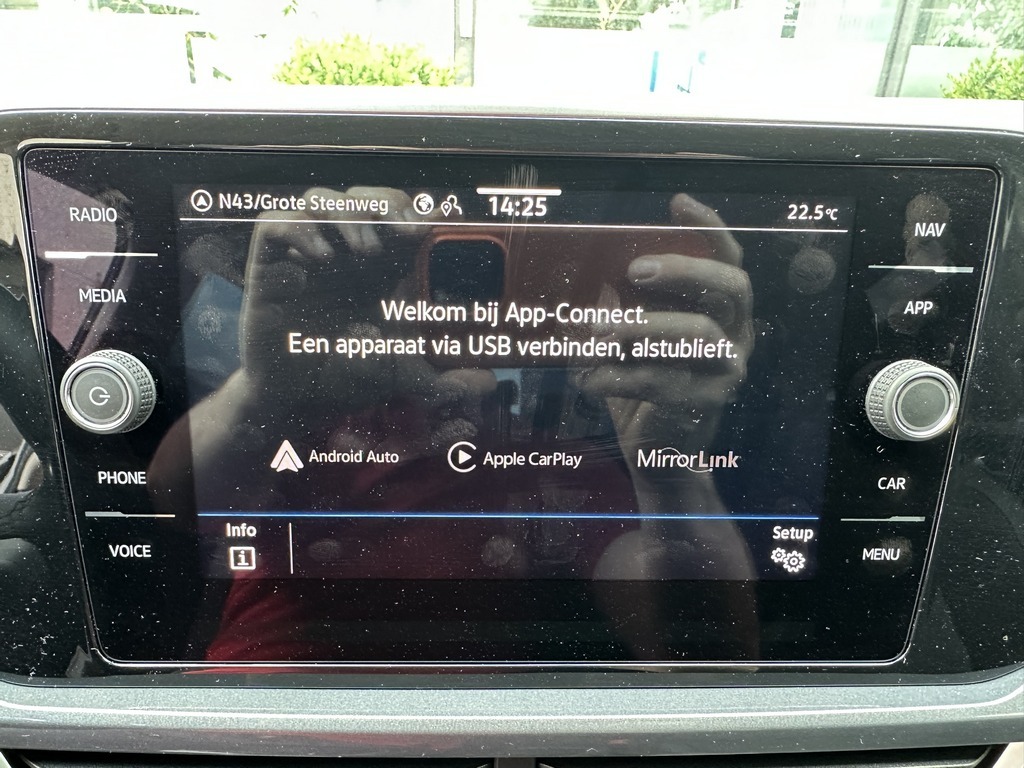 N43/Grote Steenweg 14:25 22.5°C
RADIO
MEDIA
PHONE
VOICE
Welkom bij App-Connect.
Een apparaat via USB verbinden, alstublieft.
Android Auto Apple CarPlay MirrorLink
Info Setup
NAV
APP
CAR
MENU